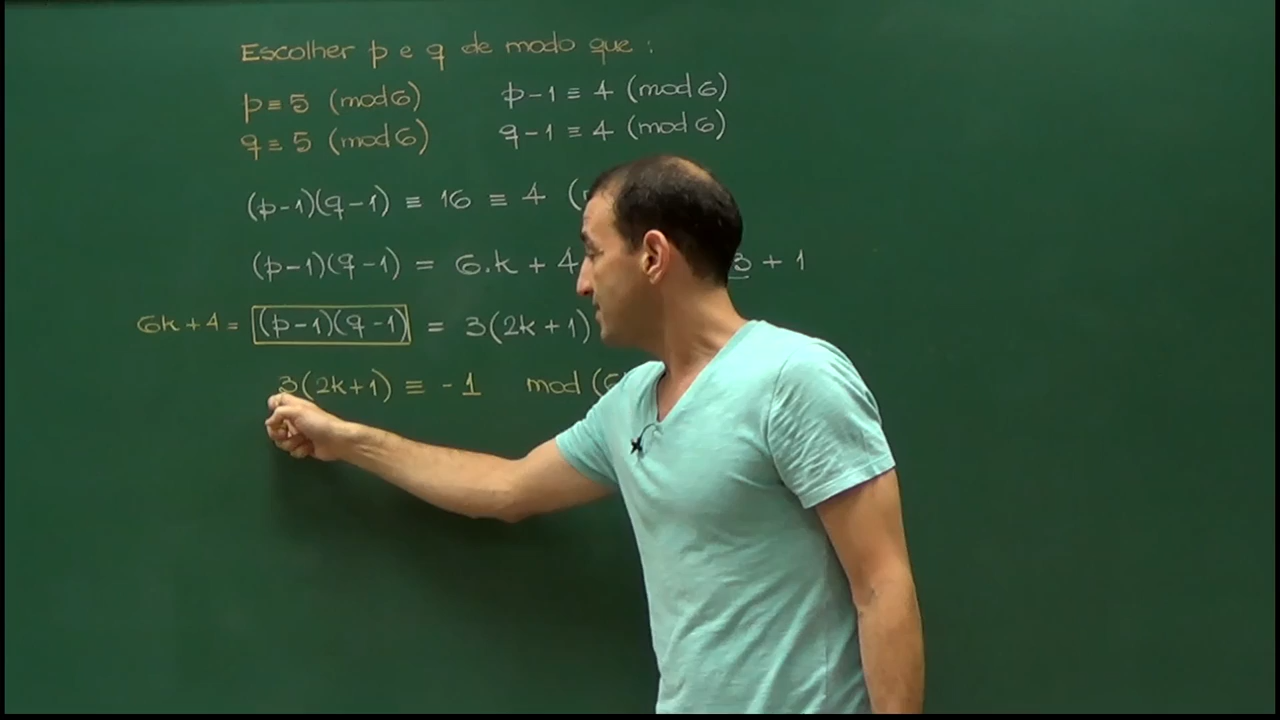 Escolher p e q de modo que :
p ≡ 5 (mod 6) p-1 ≡ 4 (mod 6)
q ≡ 5 (mod 6) q-1 ≡ 4 (mod 6)
(p-1)(q-1) ≡ 16 ≡ 4 (
(p-1)(q-1) = 6.k + 4 3 + 1
6k+4 = (p-1)(q-1) = 3(2k+1)
3(2k+1) ≡ -1 mod (6